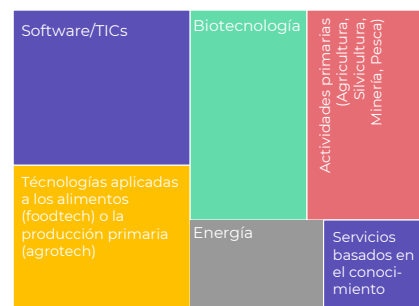 Software/TICs
Biotecnología
Actividades primarias
(Agricultura,
Silvicultura,
Minería, Pesca)
Técnologías aplicadas
a los alimentos
(foodtech) o la
producción primaria
(agrotech)
Energía
Servicios
basados en
el conoci-
miento